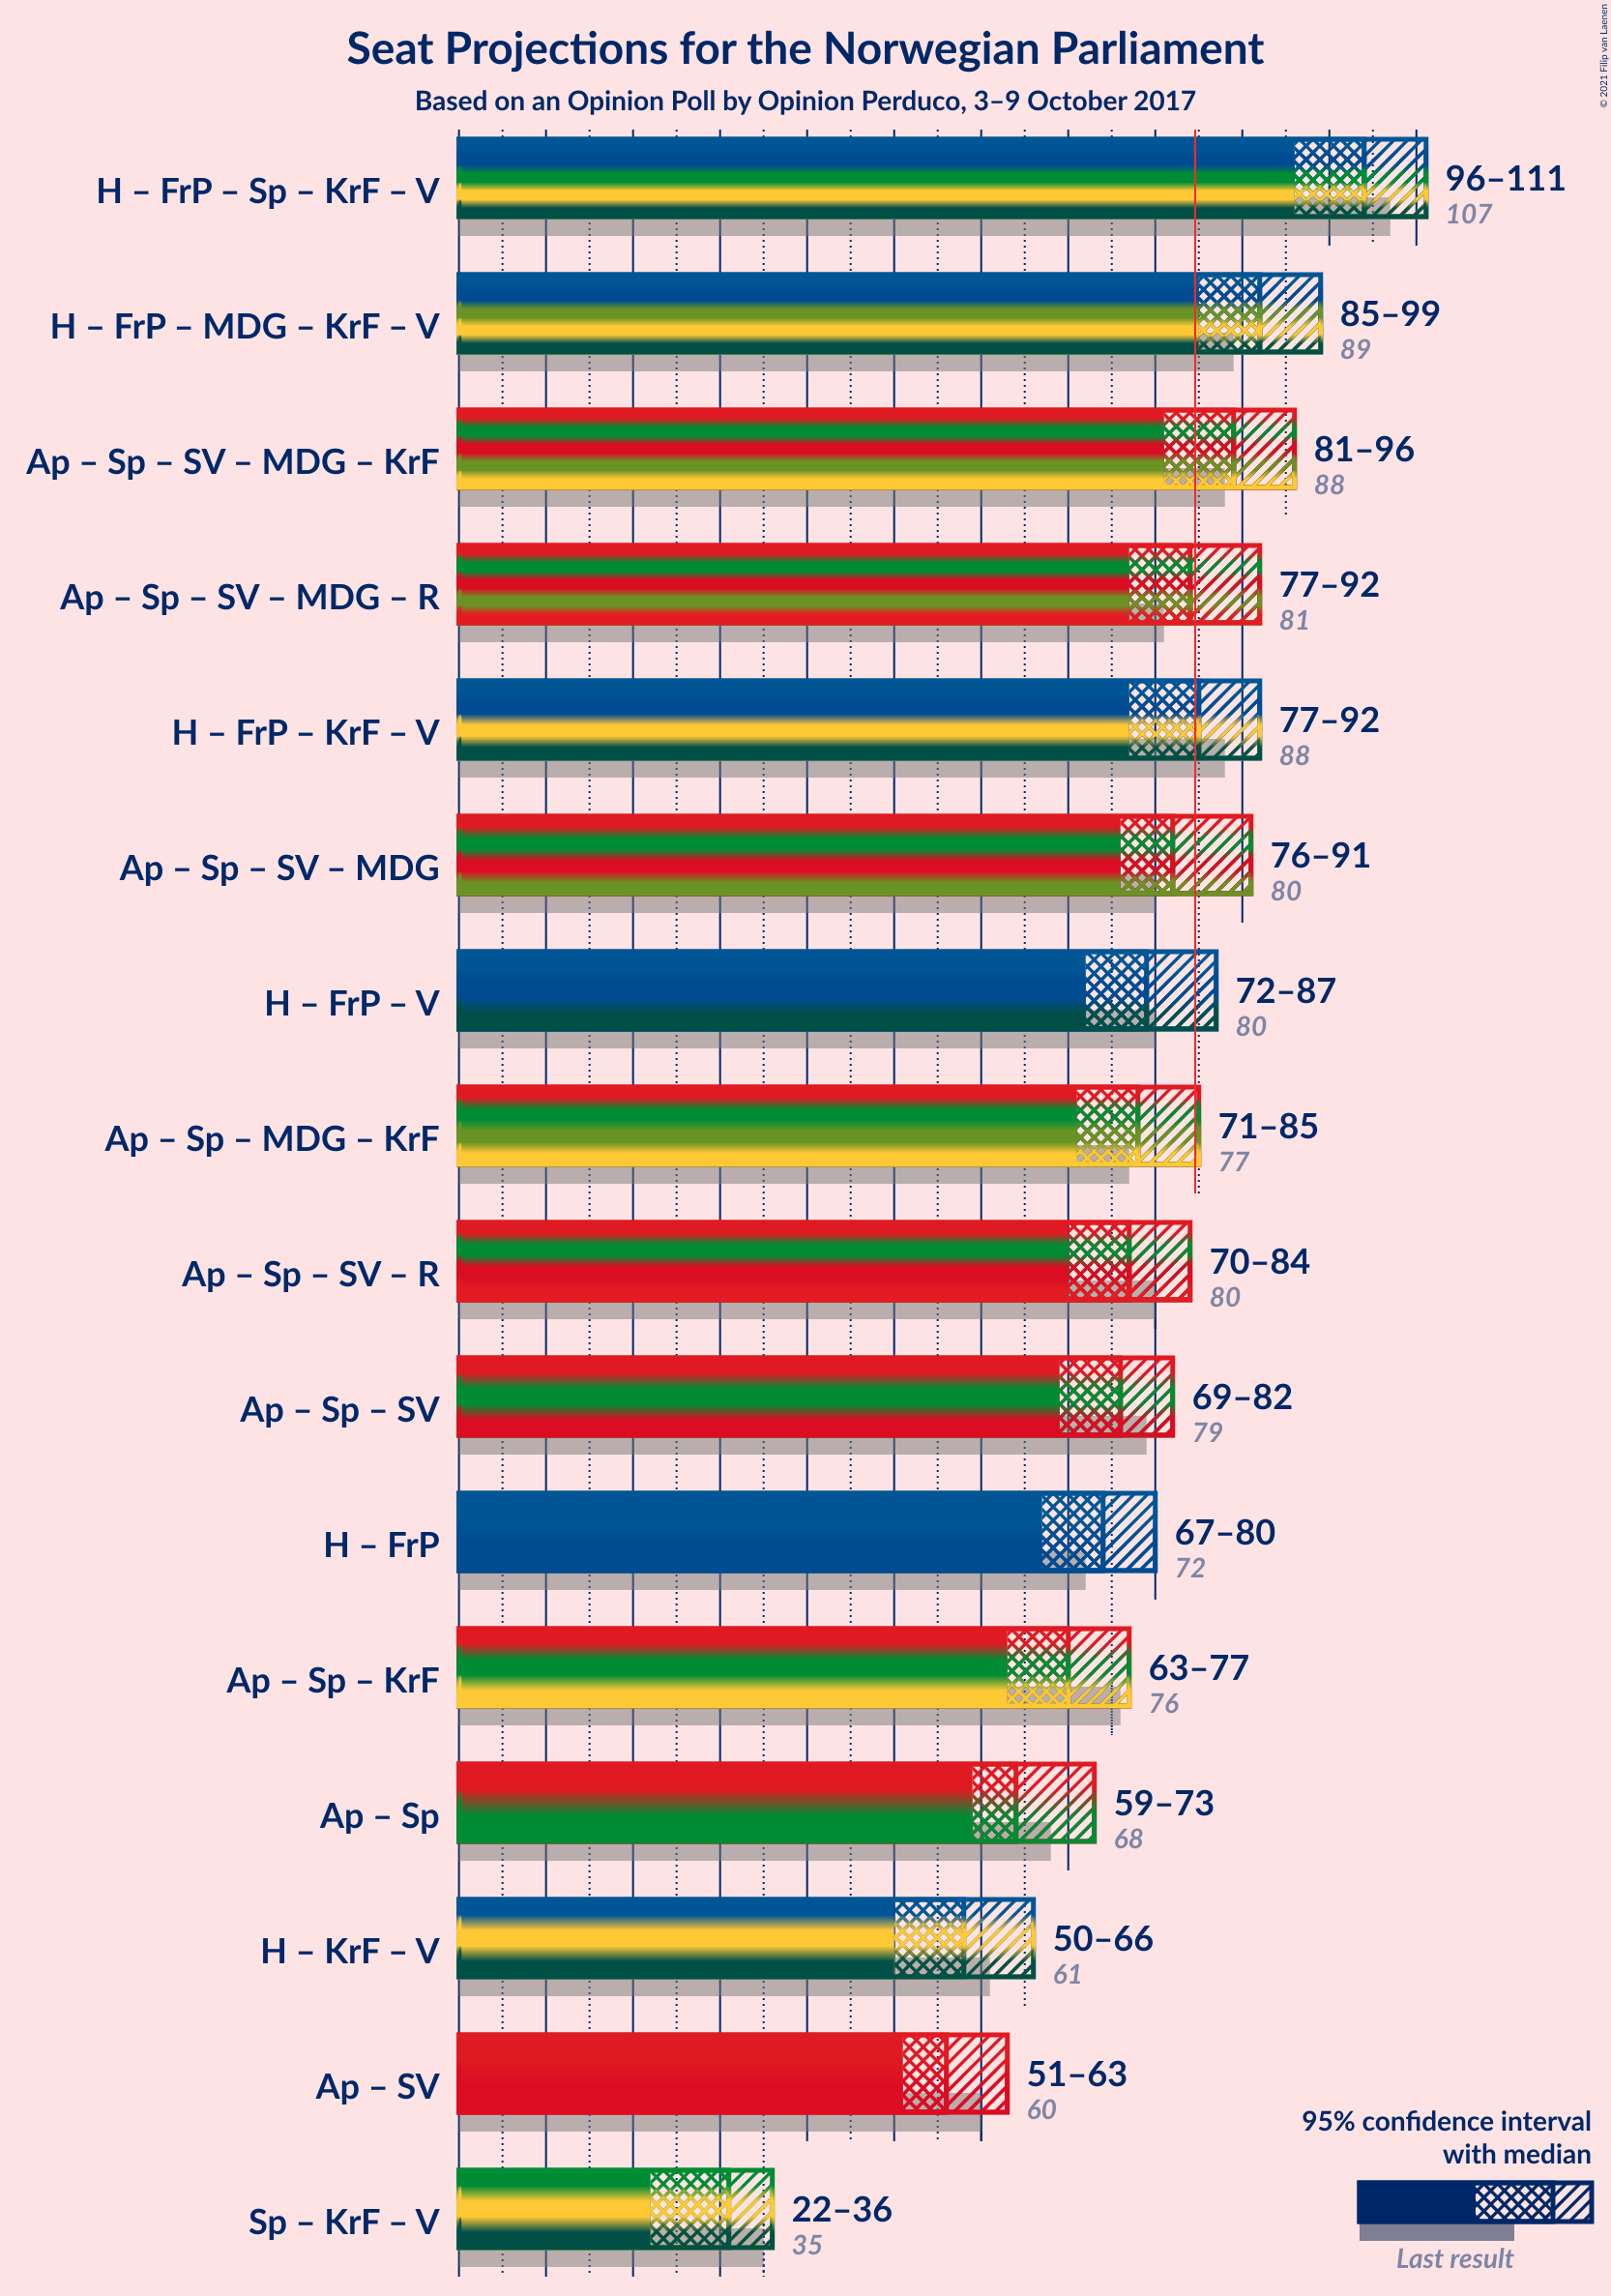 Seat Projections for the Norwegian Parliament
Based on an Opinion Poll by Opinion Perduco, 3–9 October 2017
© 2021 Filip van Laenen
H – FrP – Sp – KrF – V
96–111
107
H – FrP – MDG – KrF – V
85–99
89
Ap – Sp – SV – MDG – KrF
81–96
88
Ap – Sp – SV – MDG – R
77–92
81
H – FrP – KrF – V
77–92
88
Ap – Sp – SV – MDG
76–91
80
H – FrP – V
72–87
80
Ap – Sp – MDG – KrF
71–85
77
Ap – Sp – SV – R
70–84
80
Ap – Sp – SV
69–82
79
H – FrP
67–80
72
Ap – Sp – KrF
63–77
76
Ap – Sp
59–73
68
H – KrF – V
50–66
61
Ap – SV
51–63
60
Sp – KrF – V
22–36
35
95% confidence interval
with median
Last result